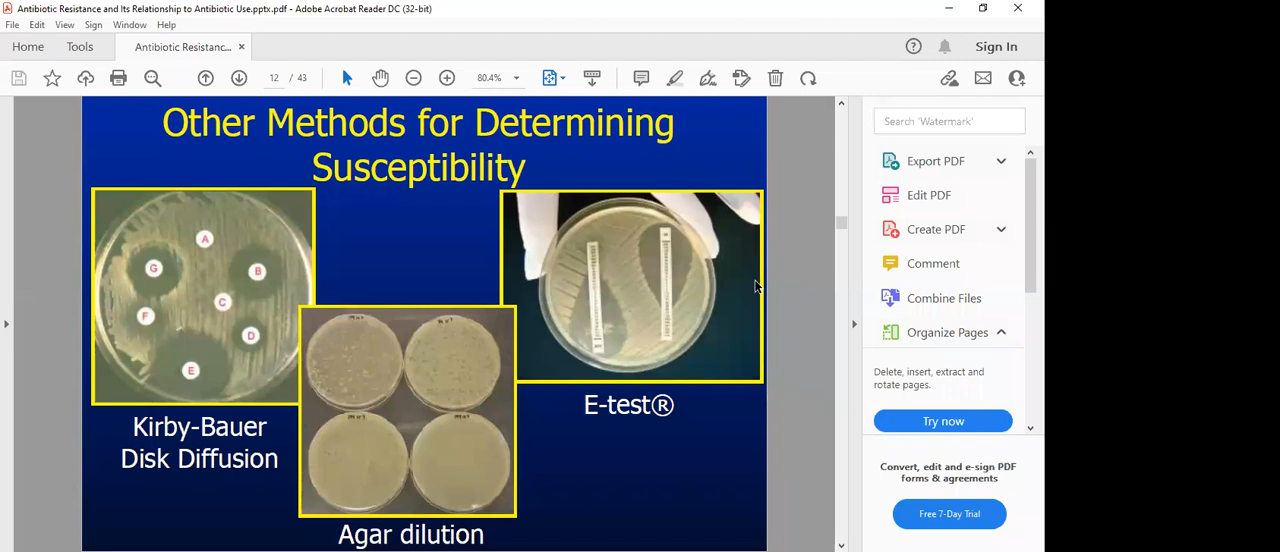 Antibiotic Resistance and Its Relationship to Antibiotic Use.pptx.pdf - Adobe Acrobat Reader DC (32-bit)
File Edit View Sign Window Help
Home Tools Antibiotic Resistanc... ×
Sign In
12 / 43
80.4%
Other Methods for Determining
Susceptibility
A
G
B
C
F
D
E
Kirby-Bauer
Disk Diffusion
Agar dilution
E-test®
Search 'Watermark'
Export PDF
Edit PDF
Create PDF
Comment
Combine Files
Organize Pages
Delete, insert, extract and
rotate pages.
Try now
Convert, edit and e-sign PDF
forms & agreements
Free 7-Day Trial